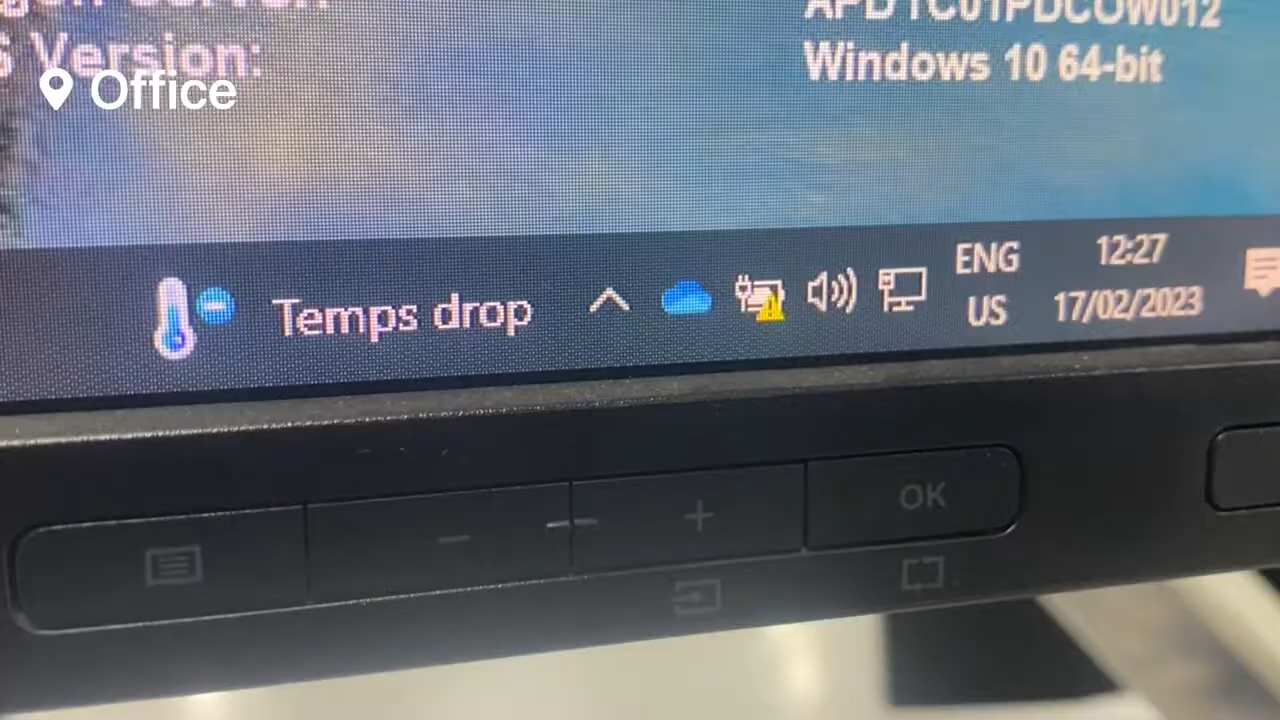 Version:
Windows 10 64-bit
Office
Temps drop
ENG
US
12:27
17/02/2023
OK